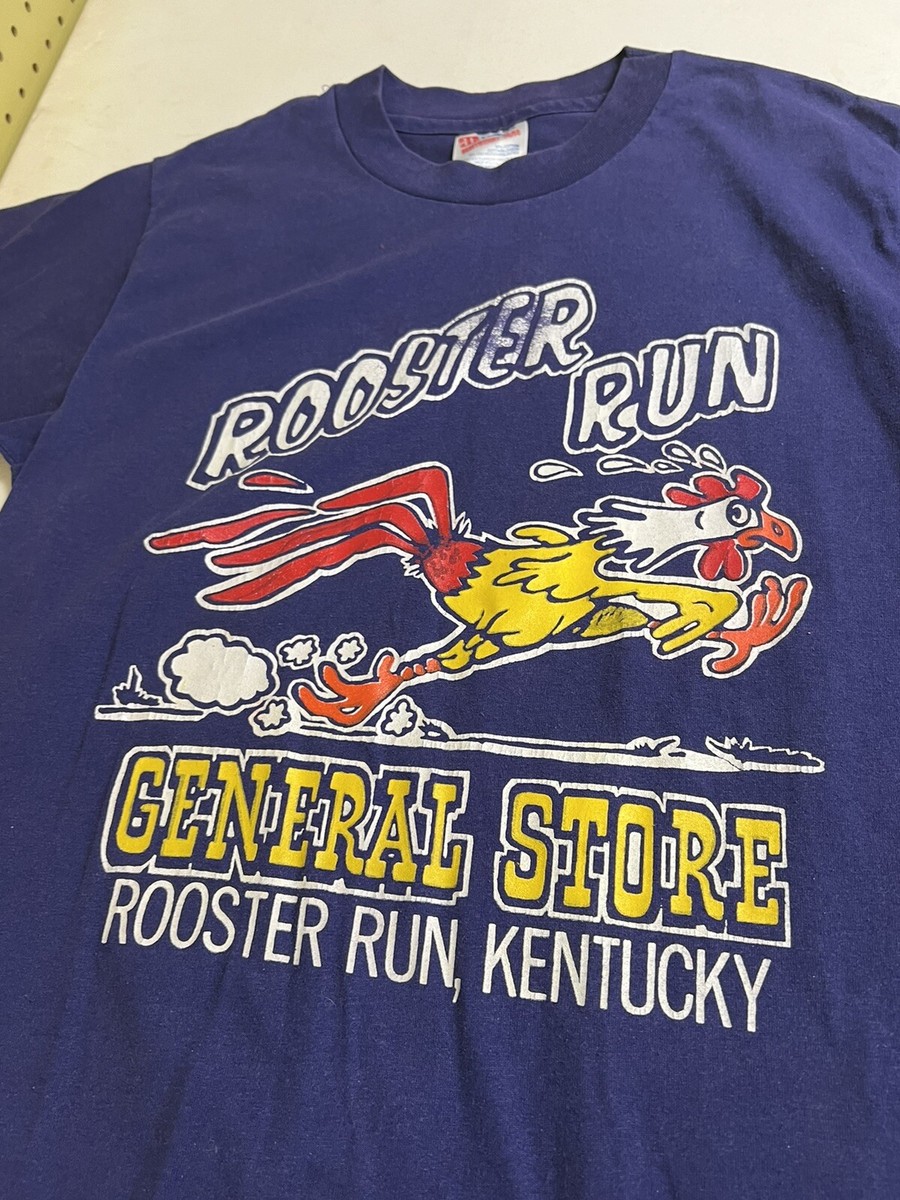 ROOSTER RUN
GENERAL STORE
ROOSTER RUN, KENTUCKY